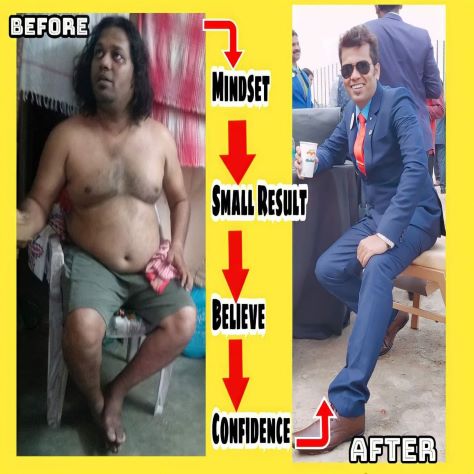 BEFORE
MINDSET
SMALL RESULT
BELIEVE
CONFIDENCE
AFTER